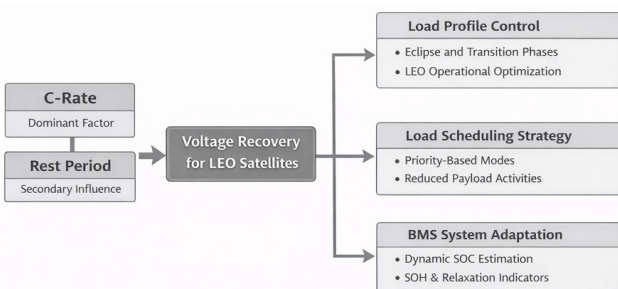 C-Rate
Dominant Factor
Rest Period
Secondary Influence
Voltage Recovery
for LEO Satellites
Load Profile Control
• Eclipse and Transition Phases
• LEO Operational Optimization
Load Scheduling Strategy
• Priority-Based Modes
• Reduced Payload Activities
BMS System Adaptation
• Dynamic SOC Estimation
• SOH & Relaxation Indicators